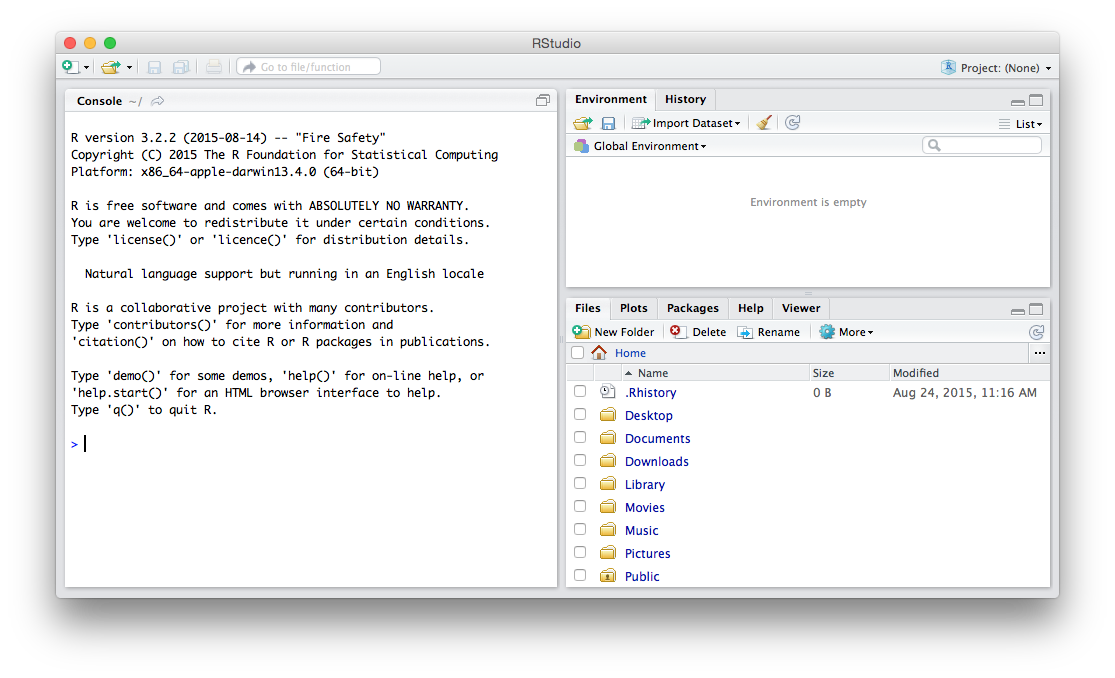 RStudio
Go to file/function
Project: (None)
Console ~/
R version 3.2.2 (2015-08-14) -- "Fire Safety"
Copyright (C) 2015 The R Foundation for Statistical Computing
Platform: x86_64-apple-darwin13.4.0 (64-bit)
R is free software and comes with ABSOLUTELY NO WARRANTY.
You are welcome to redistribute it under certain conditions.
Type 'license()' or 'licence()' for distribution details.
Natural language support but running in an English locale
R is a collaborative project with many contributors.
Type 'contributors()' for more information and
'citation()' on how to cite R or R packages in publications.
Type 'demo()' for some demos, 'help()' for on-line help, or
'help.start()' for an HTML browser interface to help.
Type 'q()' to quit R.
>
Environment History
Import Dataset List
Global Environment
Environment is empty
Files Plots Packages Help Viewer
New Folder Delete Rename More
Home ...
Name Size Modified
.Rhistory 0 B Aug 24, 2015, 11:16 AM
Desktop
Documents
Downloads
Library
Movies
Music
Pictures
Public